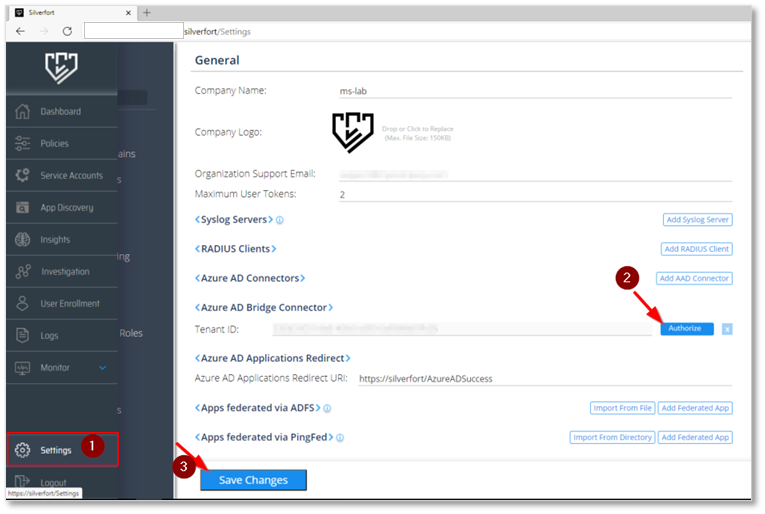 Silverfort
silverfort/Settings
General
Company Name: ms-lab
Company Logo: Drop or Click to Replace
(Max. File Size: 150KB)
Organization Support Email:
Maximum User Tokens: 2
<Syslog Servers> Add Syslog Server
<RADIUS Clients> Add RADIUS Client
<Azure AD Connectors> Add AAD Connector
2
<Azure AD Bridge Connector>
Tenant ID: Authorize x
<Azure AD Applications Redirect>
Azure AD Applications Redirect URI: https://silverfort/AzureADSuccess
<Apps federated via ADFS> Import From File Add Federated App
<Apps federated via PingFed> Import From Directory Add Federated App
3
Save Changes
Dashboard
Policies
Service Accounts
App Discovery
Insights
Investigation
User Enrollment
Logs
Monitor
Settings 1
Logout
https://silverfort/Settings
ains
s
ing
Roles
s